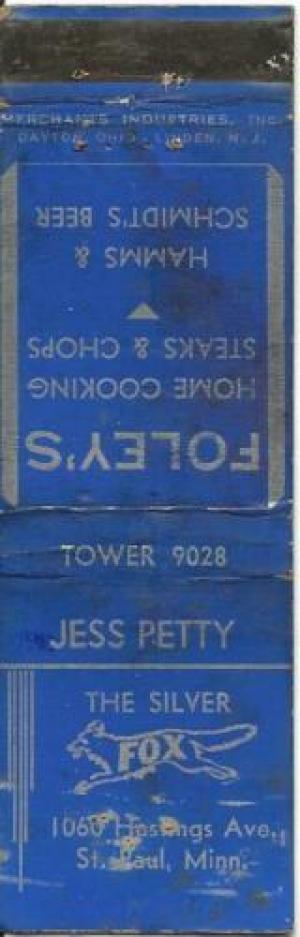 MERCHANTS INDUSTRIES, INC.
DAYTON, OHIO - LINDEN, N. J.
FOLEY'S
HOME COOKING
STEAKS & CHOPS
HAMMS &
SCHMIDT'S BEER
TOWER 9028
JESS PETTY
THE SILVER
FOX
1060 Hastings Ave.,
St. Paul, Minn.